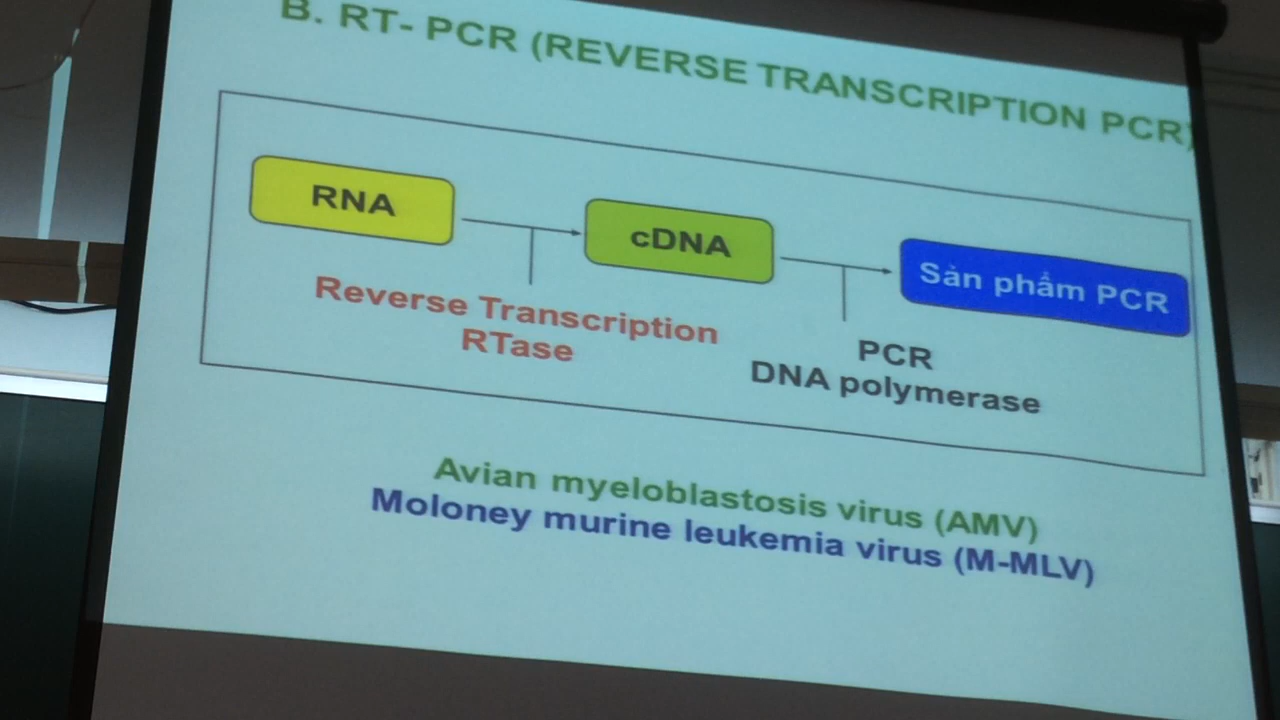 B. RT- PCR (REVERSE TRANSCRIPTION PCR)
RNA
cDNA
Sản phẩm PCR
Reverse Transcription
RTase
PCR
DNA polymerase
Avian myeloblastosis virus (AMV)
Moloney murine leukemia virus (M-MLV)